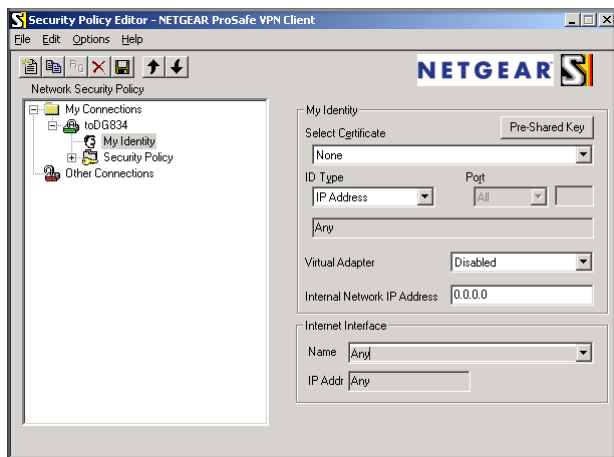 Security Policy Editor - NETGEAR ProSafe VPN Client
File Edit Options Help
NETGEAR
Network Security Policy
My Connections
toDG834
My Identity
Security Policy
Other Connections
My Identity
Select Certificate
Pre-Shared Key
None
ID Type
Port
IP Address
All
Any
Virtual Adapter
Disabled
Internal Network IP Address
0.0.0.0
Internet Interface
Name
Any
IP Addr
Any